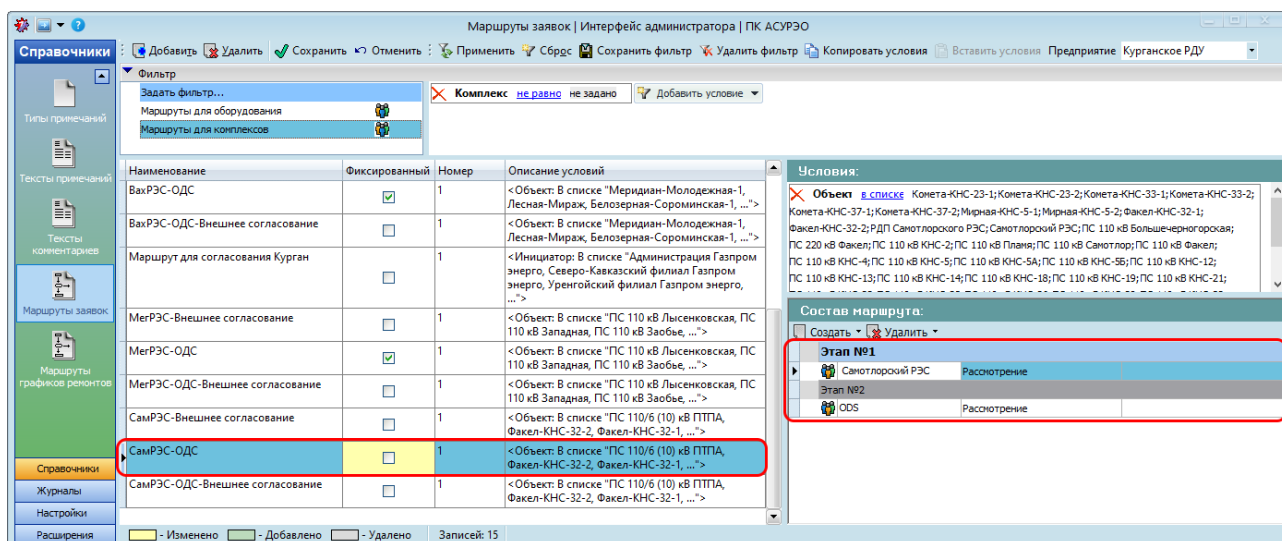 Маршруты заявок | Интерфейс администратора | ПК АСУРЭО
Справочники
Добавить Удалить Сохранить Отменить Применить Сброс Сохранить фильтр Удалить фильтр Копировать условия Вставить условия Предприятие Курганское РДУ
Фильтр
Задать фильтр...
Маршруты для оборудования
Маршруты для комплексов
Комплекс не равно не задано Добавить условие
Типы примечаний
Тексты примечаний
Тексты
комментариев
Маршруты заявок
Маршруты
графиков ремонтов
Справочники
Журналы
Настройки
Расширения
Наименование Фиксированный Номер Описание условий
ВахРЭС-ОДС 1 <Объект: В списке "Меридиан-Молодежная-1,
Лесная-Мираж, Белозерная-Сороминская-1, ...">
ВахРЭС-ОДС-Внешнее согласование 1 <Объект: В списке "Меридиан-Молодежная-1,
Лесная-Мираж, Белозерная-Сороминская-1, ...">
Маршрут для согласования Курган 1 <Инициатор: В списке "Администрация Газпром
энерго, Северо-Кавказский филиал Газпром
энерго, Уренгойский филиал Газпром энерго,
...">
МегРЭС-Внешнее согласование 1 <Объект: В списке "ПС 110 кВ Лысенковская, ПС
110 кВ Западная, ПС 110 кВ Заобье, ...">
МегРЭС-ОДС 1 <Объект: В списке "ПС 110 кВ Лысенковская, ПС
110 кВ Западная, ПС 110 кВ Заобье, ...">
МегРЭС-ОДС-Внешнее согласование 1 <Объект: В списке "ПС 110 кВ Лысенковская, ПС
110 кВ Западная, ПС 110 кВ Заобье, ...">
СамРЭС-Внешнее согласование 1 <Объект: В списке "ПС 110/6 (10) кВ ПТПА,
Факел-КНС-32-2, Факел-КНС-32-1, ...">
СамРЭС-ОДС 1 <Объект: В списке "ПС 110/6 (10) кВ ПТПА,
Факел-КНС-32-2, Факел-КНС-32-1, ...">
СамРЭС-ОДС-Внешнее согласование 1 <Объект: В списке "ПС 110/6 (10) кВ ПТПА,
Факел-КНС-32-2, Факел-КНС-32-1, ...">
- Изменено - Добавлено - Удалено Записей: 15
Условия:
Объект в списке Комета-КНС-23-1;Комета-КНС-23-2;Комета-КНС-33-1;Комета-КНС-33-2;
Комета-КНС-37-1;Комета-КНС-37-2;Мирная-КНС-5-1;Мирная-КНС-5-2;Факел-КНС-32-1;
Факел-КНС-32-2;РДП Самотлорского РЭС;Самотлорский РЭС;ПС 110 кВ Большечерногорская;
ПС 220 кВ Факел;ПС 110 кВ КНС-2;ПС 110 кВ Пламя;ПС 110 кВ Самотлор;ПС 110 кВ Факел;
ПС 110 кВ КНС-4;ПС 110 кВ КНС-5;ПС 110 кВ КНС-5А;ПС 110 кВ КНС-5Б;ПС 110 кВ КНС-12;
ПС 110 кВ КНС-13;ПС 110 кВ КНС-14;ПС 110 кВ КНС-18;ПС 110 кВ КНС-19;ПС 110 кВ КНС-21;
Состав маршрута:
Создать Удалить
Этап №1
Самотлорский РЭС Рассмотрение
Этап №2
ODS Рассмотрение